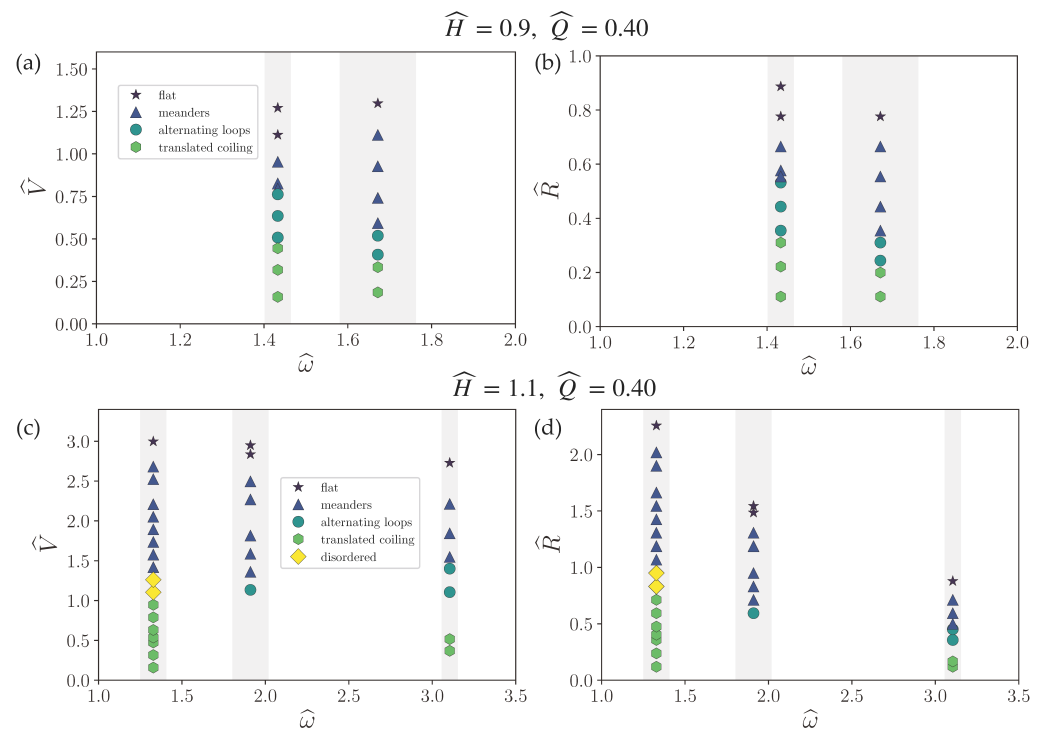 Ĥ = 0.9, Q̂ = 0.40
(a)
1.50
1.25
1.00
0.75
0.50
0.25
0.00
V̂
flat
meanders
alternating loops
translated coiling
1.0 1.2 1.4 1.6 1.8 2.0
ω̂
(b)
1.0
0.8
0.6
0.4
0.2
0.0
R̂
1.0 1.2 1.4 1.6 1.8 2.0
ω̂
Ĥ = 1.1, Q̂ = 0.40
(c)
3.0
2.5
2.0
1.5
1.0
0.5
0.0
V̂
flat
meanders
alternating loops
translated coiling
disordered
1.0 1.5 2.0 2.5 3.0 3.5
ω̂
(d)
2.0
1.5
1.0
0.5
0.0
R̂
1.0 1.5 2.0 2.5 3.0 3.5
ω̂